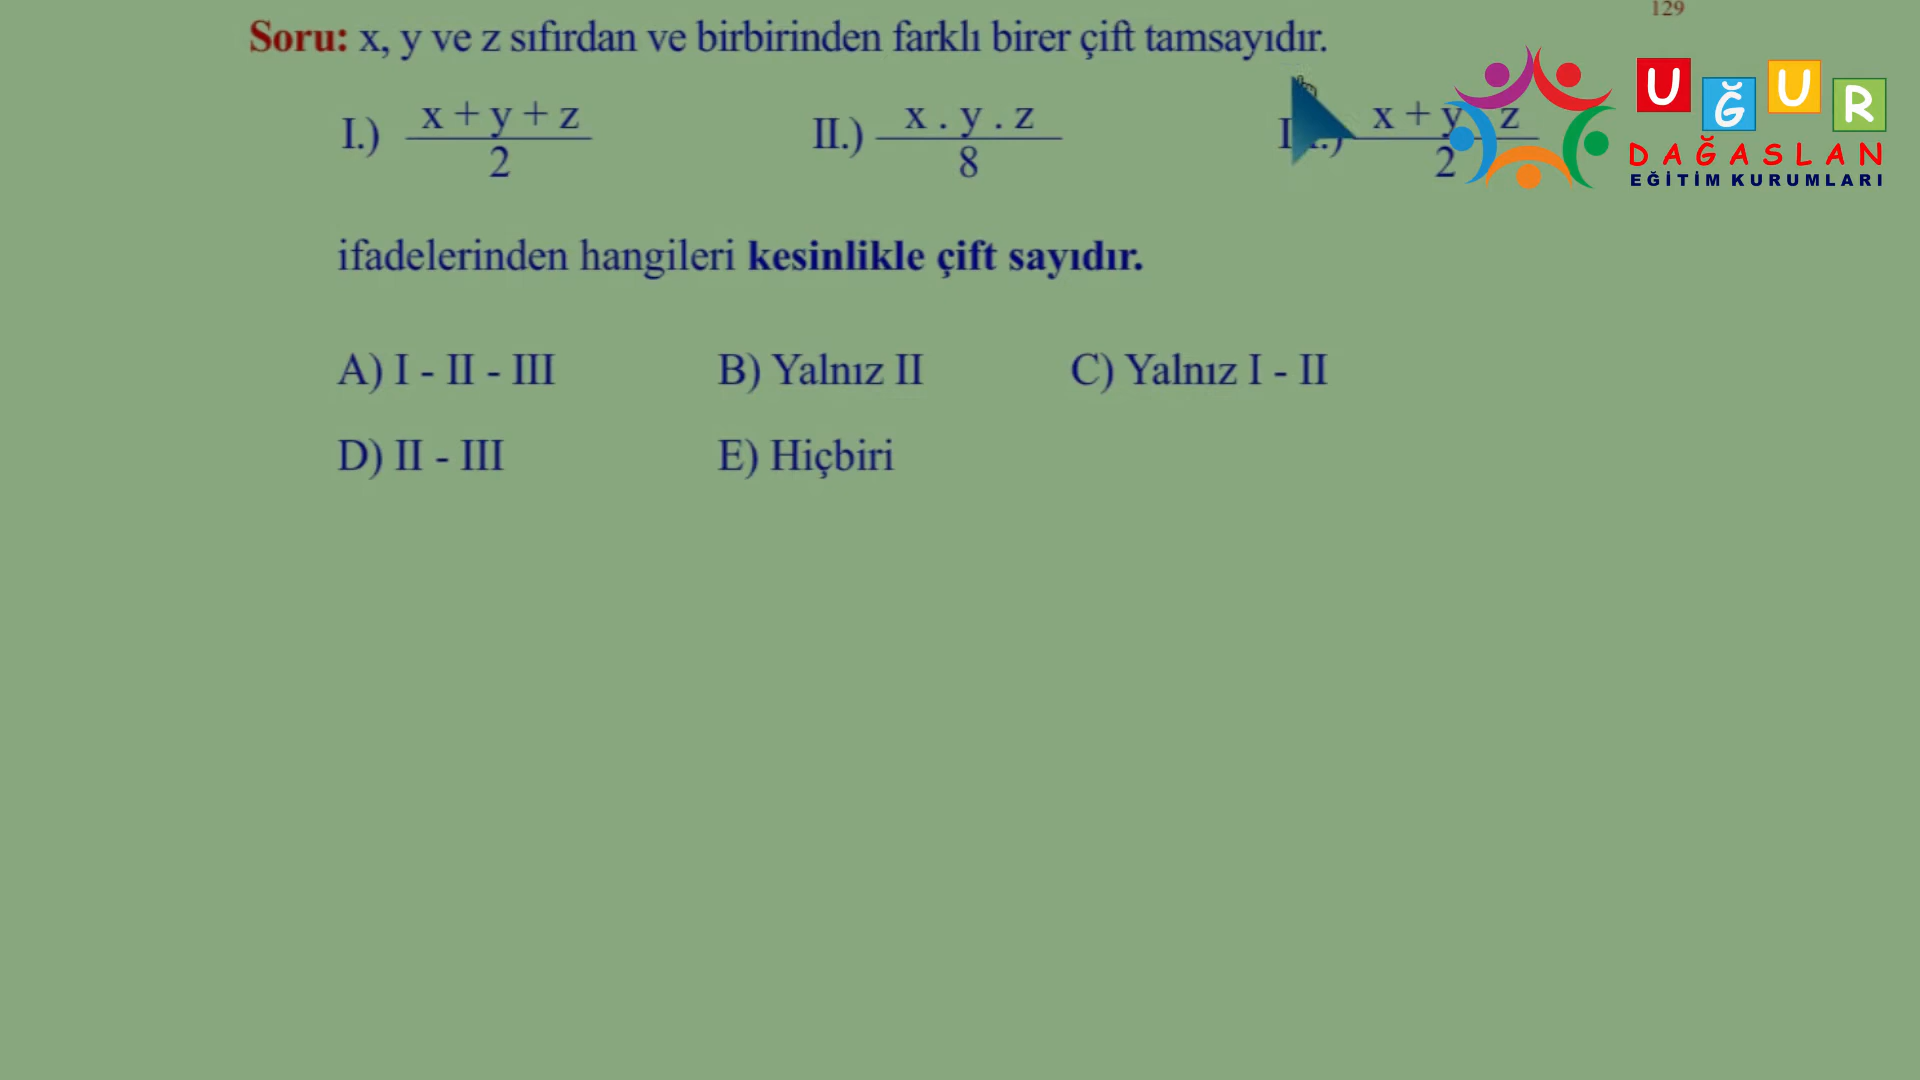 129
Soru: x, y ve z sıfırdan ve birbirinden farklı birer çift tamsayıdır.
I.) x + y + z
2
II.) x . y . z
8
x + y z
2
UĞUR
DAĞASLAN
EĞİTİM KURUMLARI
ifadelerinden hangileri kesinlikle çift sayıdır.
A) I - II - III B) Yalnız II C) Yalnız I - II
D) II - III E) Hiçbiri